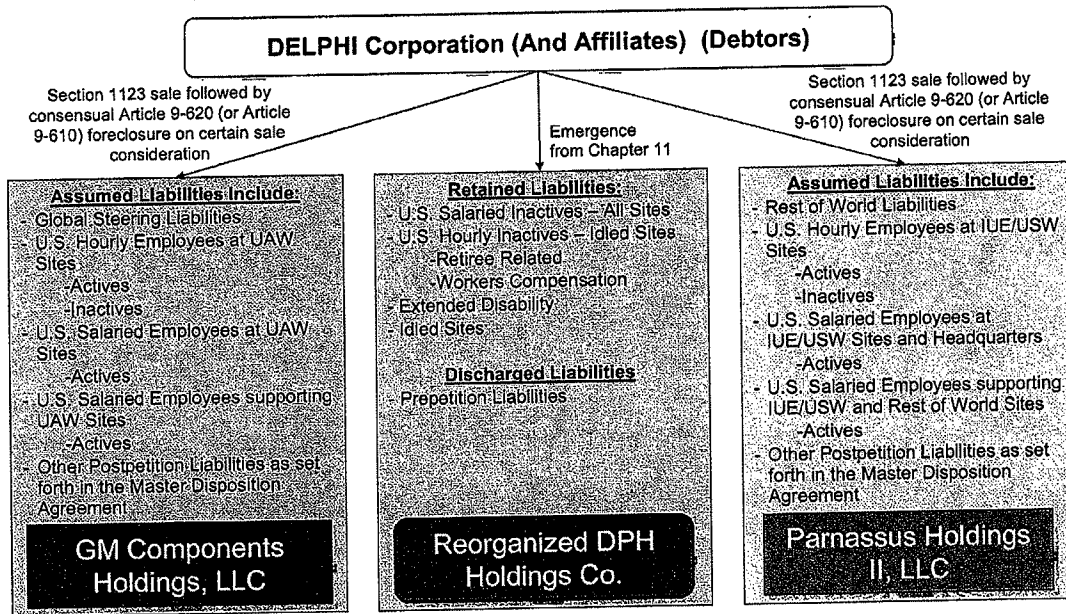 DELPHI Corporation (And Affiliates) (Debtors)
Section 1123 sale followed by
consensual Article 9-620 (or Article
9-610) foreclosure on certain sale
consideration
Emergence
from Chapter 11
Section 1123 sale followed by
consensual Article 9-620 (or Article
9-610) foreclosure on certain sale
consideration
Assumed Liabilities Include:
- Global Steering Liabilities
- U.S. Hourly Employees at UAW
Sites
-Actives
-Inactives
- U.S. Salaried Employees at UAW
Sites
-Actives
- U.S. Salaried Employees supporting
UAW Sites
-Actives
- Other Postpetition Liabilities as set
forth in the Master Disposition
Agreement
GM Components
Holdings, LLC
Retained Liabilities:
- U.S. Salaried Inactives – All Sites
- U.S. Hourly Inactives – Idled Sites
-Retiree Related
-Workers Compensation
- Extended Disability
- Idled Sites
Discharged Liabilities
- Prepetition Liabilities
Reorganized DPH
Holdings Co.
Assumed Liabilities Include:
- Rest of World Liabilities
- U.S. Hourly Employees at IUE/USW
Sites
-Actives
-Inactives
- U.S. Salaried Employees at
IUE/USW Sites and Headquarters
-Actives
- U.S. Salaried Employees supporting
IUE/USW and Rest of World Sites
-Actives
- Other Postpetition Liabilities as set
forth in the Master Disposition
Agreement
Parnassus Holdings
II, LLC